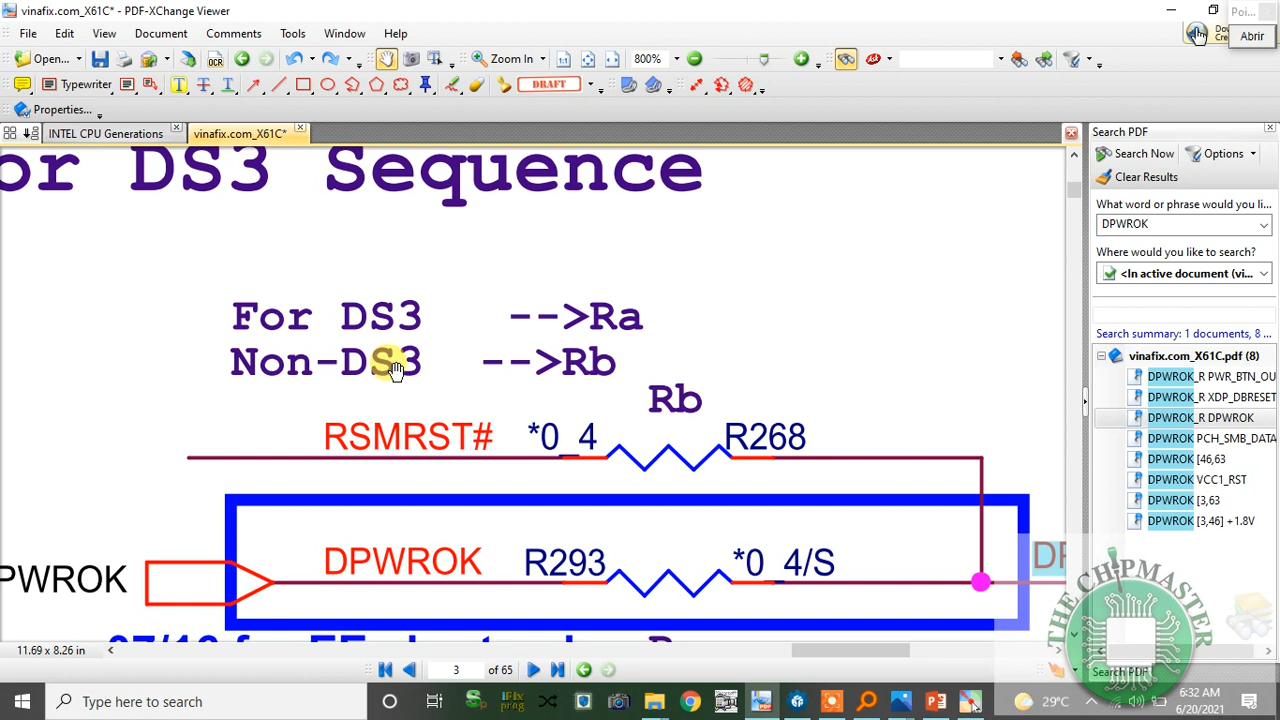 vinafix.com_X61C* - PDF-XChange Viewer
Poi...
File Edit View Document Comments Tools Window Help
Abrir
Open... OCR Zoom In 800%
Typewriter T T T DRAFT
Properties...
INTEL CPU Generations vinafix.com_X61C*
Search PDF
or DS3 Sequence
Search Now Options
Clear Results
What word or phrase would you li...
DPWROK
Where would you like to search?
<In active document (vi...
For DS3 -->Ra
Non-DS3 -->Rb
Rb
RSMRST# *0_4 R268
DPWROK R293 *0_4/S
PWROK
Search summary: 1 documents, 8 ...
vinafix.com_X61C.pdf (8)
DPWROK_R PWR_BTN_OU
DPWROK_R XDP_DBRESET
DPWROK_R DPWROK
DPWROK PCH_SMB_DATA
DPWROK [46,63
DPWROK VCC1_RST
DPWROK [3,63
DPWROK [3,46] +1.8V
THE CHIPMASTER
11.69 x 8.26 in
3 of 65
Search PDF
Type here to search
29°C
6:32 AM
6/20/2021